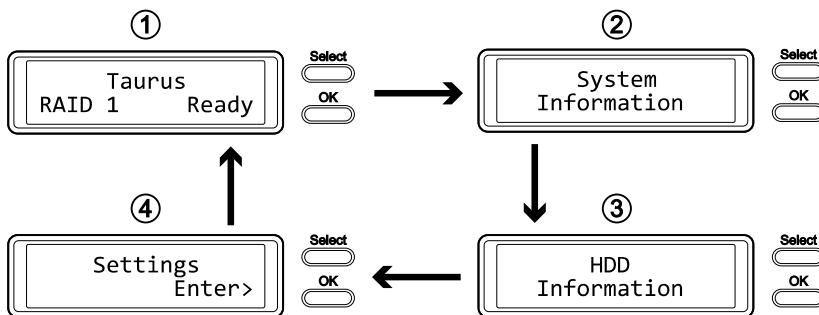 ①
Taurus
RAID 1 Ready
Select
OK
②
System
Information
Select
OK
③
HDD
Information
Select
OK
④
Settings
Enter>
Select
OK